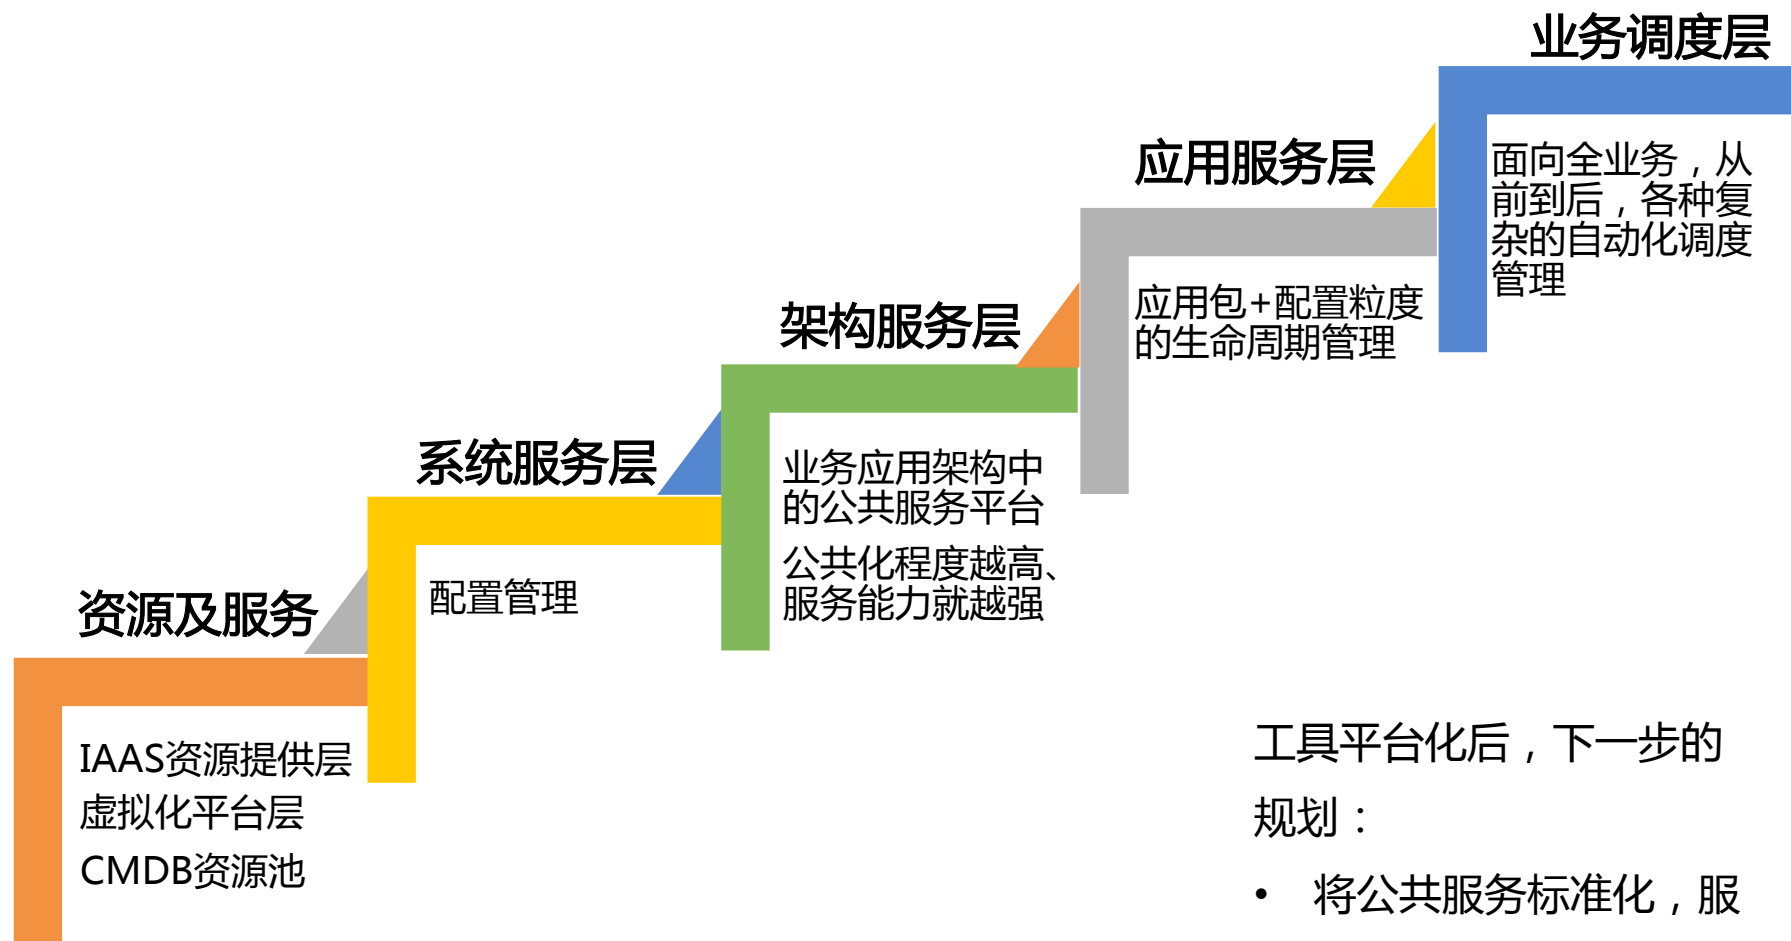 业务调度层
面向全业务，从
前到后，各种复
杂的自动化调度
管理
应用服务层
应用包+配置粒度
的生命周期管理
架构服务层
业务应用架构中
的公共服务平台
公共化程度越高、
服务能力就越强
系统服务层
配置管理
资源及服务
IAAS资源提供层
虚拟化平台层
CMDB资源池
工具平台化后，下一步的
规划：
• 将公共服务标准化，服